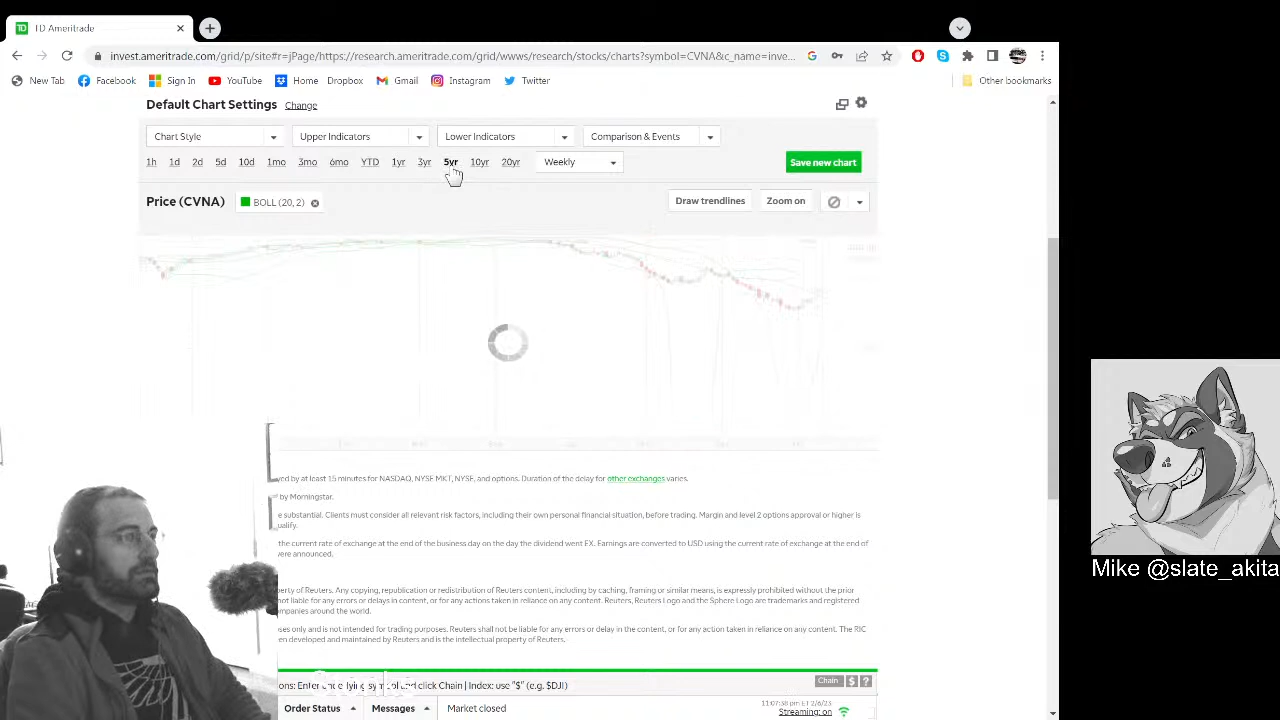 TD Ameritrade
invest.ameritrade.com/grid/p/site#r=jPage/https://research.ameritrade.com/grid/wwws/research/stocks/charts?symbol=CVNA&c_name=inve...
New Tab Facebook Sign In YouTube Home Dropbox Gmail Instagram Twitter Other bookmarks
Default Chart Settings Change
Chart Style Upper Indicators Lower Indicators Comparison & Events
1h 1d 2d 5d 10d 1mo 3mo 6mo YTD 1yr 3yr 5yr 10yr 20yr Weekly Save new chart
Price (CVNA) BOLL (20, 2) Draw trendlines Zoom on
ed by at least 15 minutes for NASDAQ, NYSE MKT, NYSE, and options. Duration of the delay for other exchanges varies.
by Morningstar.
e substantial. Clients must consider all relevant risk factors, including their own personal financial situation, before trading. Margin and level 2 options approval or higher is
ualify.
the current rate of exchange at the end of the business day on the day the dividend went EX. Earnings are converted to USD using the current rate of exchange at the end of
ere announced.
perty of Reuters. Any copying, republication or redistribution of Reuters content, including by caching, framing or similar means, is expressly prohibited without the prior
not liable for any errors or delays in content, or for any actions taken in reliance on any content. Reuters, Reuters Logo and the Sphere Logo are trademarks and registered
ompanies around the world.
ses only and is not intended for trading purposes. Reuters shall not be liable for any errors or delay in the content, or for any action taken in reliance on any content. The RIC
en developed and maintained by Reuters and is the intellectual property of Reuters.
click Chain | Index: use "$" (e.g. $DJI) Chain $ ?
Order Status Messages Market closed
11:07:38 pm ET 2/6/23
Streaming: on
Mike @slate_akita